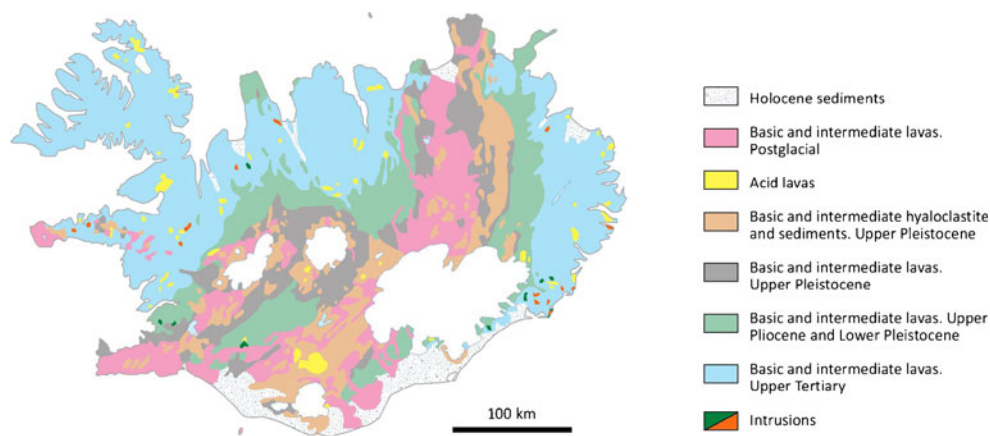 Holocene sediments
Basic and intermediate lavas.
Postglacial
Acid lavas
Basic and intermediate hyaloclastite
and sediments. Upper Pleistocene
Basic and intermediate lavas.
Upper Pleistocene
Basic and intermediate lavas. Upper
Pliocene and Lower Pleistocene
Basic and intermediate lavas.
Upper Tertiary
Intrusions
100 km